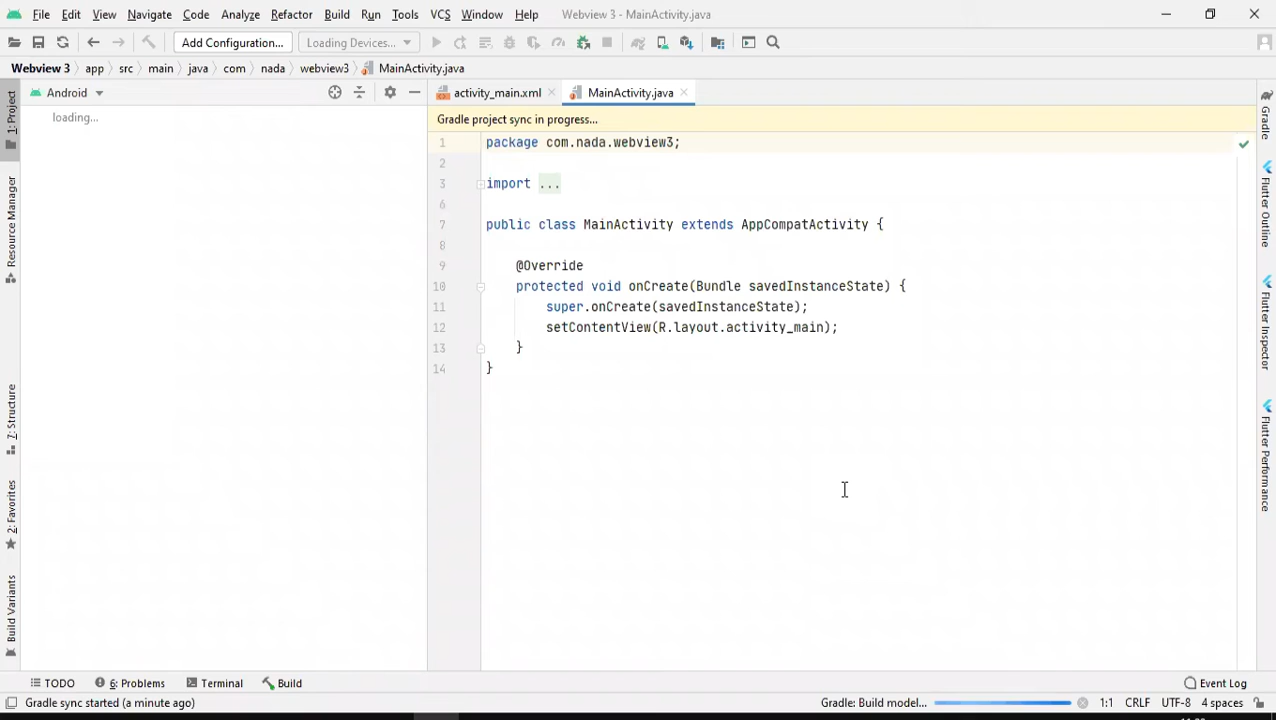 File Edit View Navigate Code Analyze Refactor Build Run Tools VCS Window Help Webview 3 - MainActivity.java
Add Configuration... Loading Devices...
Webview 3 app src main java com nada webview3 MainActivity.java
1: Project
Resource Manager
7: Structure
2: Favorites
Build Variants
Android
loading...
activity_main.xml MainActivity.java
Gradle project sync in progress...
1 package com.nada.webview3;
2
3 import ...
6
7 public class MainActivity extends AppCompatActivity {
8
9 @Override
10 protected void onCreate(Bundle savedInstanceState) {
11 super.onCreate(savedInstanceState);
12 setContentView(R.layout.activity_main);
13 }
14 }
Gradle
Flutter Outline
Flutter Inspector
Flutter Performance
TODO 6: Problems Terminal Build Event Log
Gradle sync started (a minute ago) Gradle: Build model... 1:1 CRLF UTF-8 4 spaces